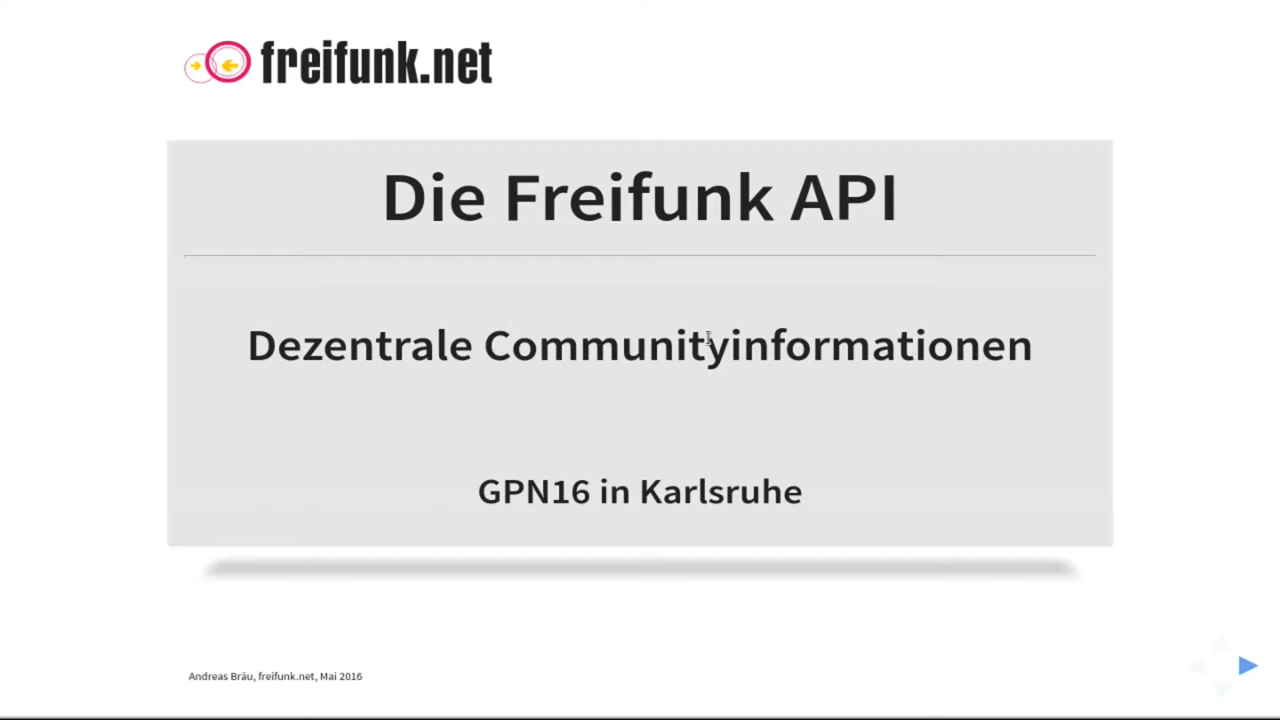 freifunk.net
Die Freifunk API
Dezentrale Communityinformationen
GPN16 in Karlsruhe
Andreas Bräu, freifunk.net, Mai 2016